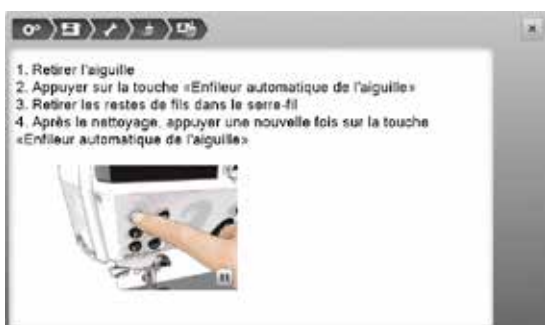 1. Retirer l'aiguille
2. Appuyer sur la touche «Enfileur automatique de l'aiguille»
3. Retirer les restes de fils dans le serre-fil
4. Après le nettoyage, appuyer une nouvelle fois sur la touche
«Enfileur automatique de l'aiguille»